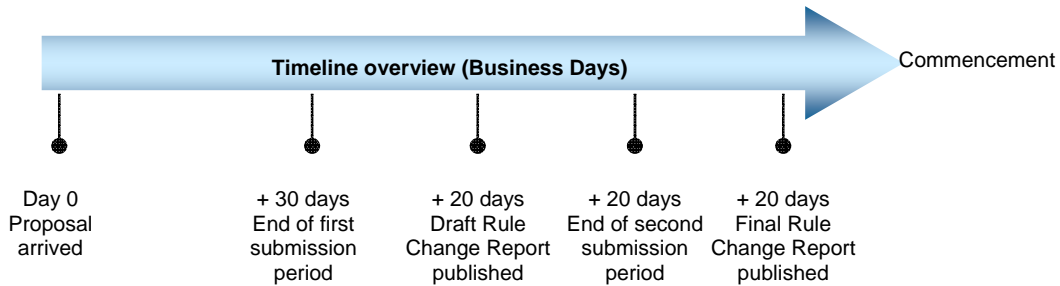 Timeline overview (Business Days)
Commencement
Day 0
Proposal
arrived
+ 30 days
End of first
submission
period
+ 20 days
Draft Rule
Change Report
published
+ 20 days
End of second
submission
period
+ 20 days
Final Rule
Change Report
published